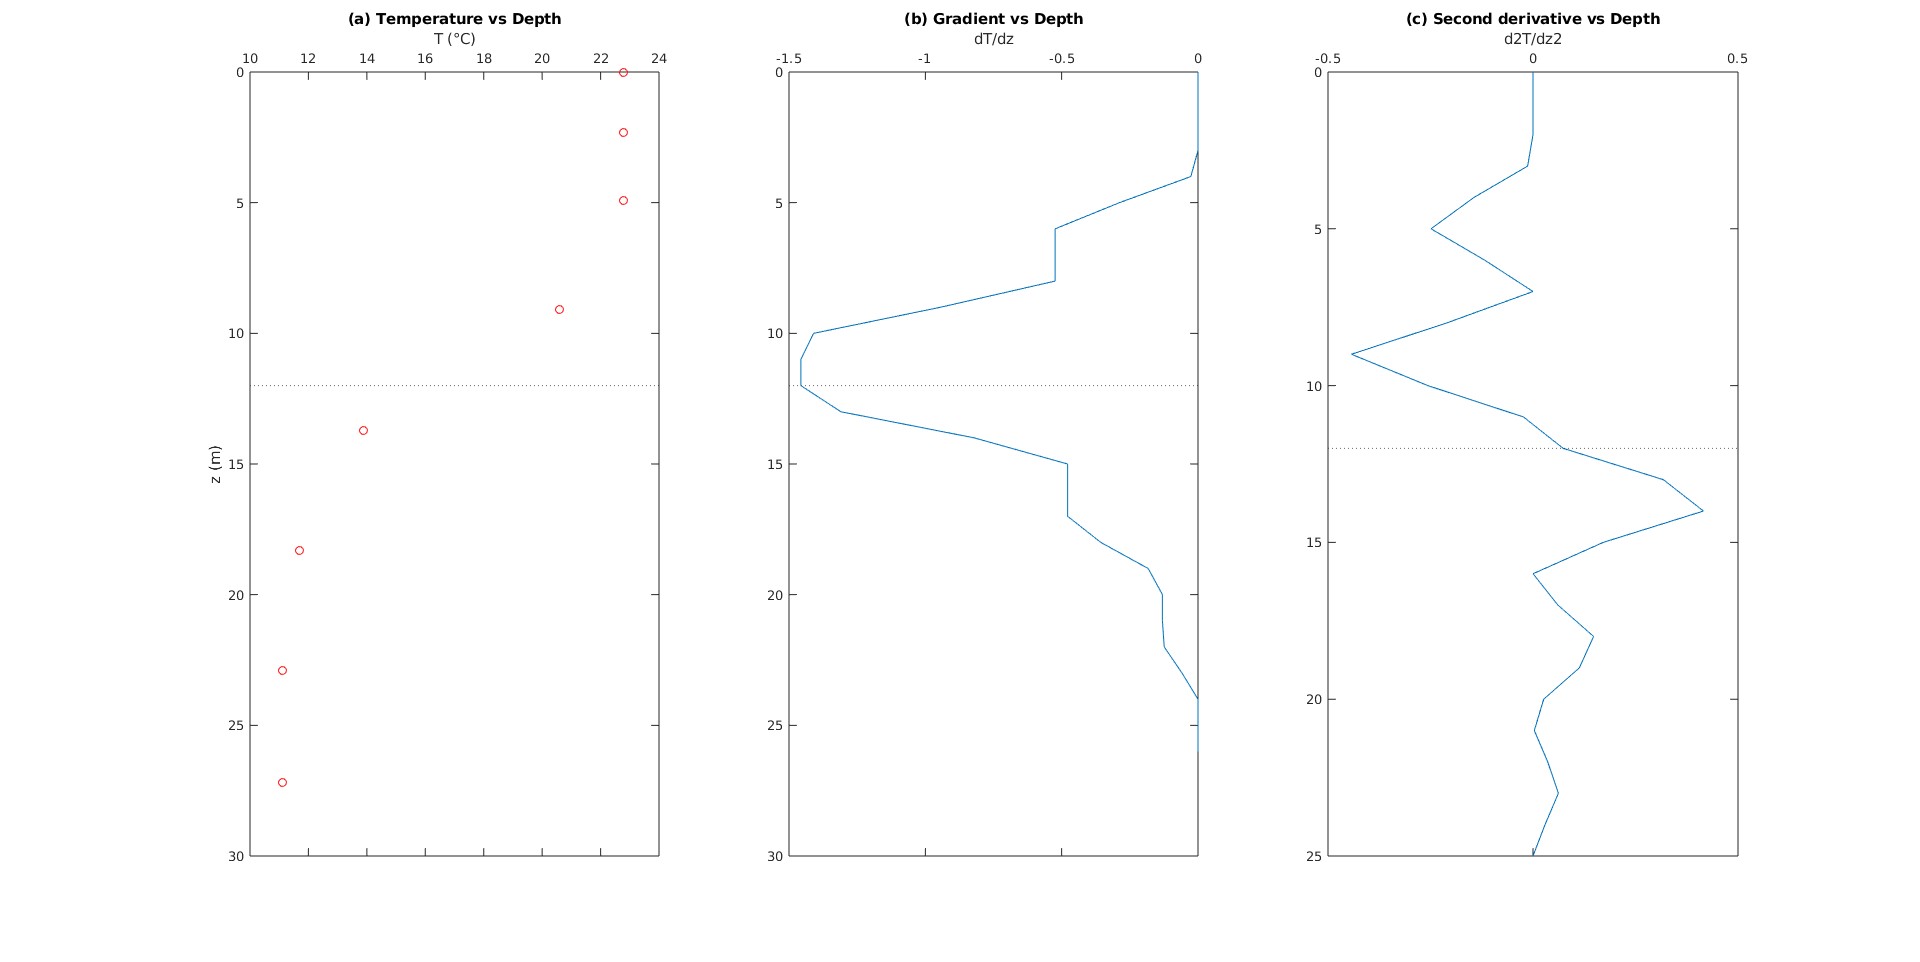 (a) Temperature vs Depth
T (°C)
10 12 14 16 18 20 22 24
0
5
10
15
20
25
30
z (m)
(b) Gradient vs Depth
dT/dz
-1.5 -1 -0.5 0
0
5
10
15
20
25
30
(c) Second derivative vs Depth
d2T/dz2
-0.5 0 0.5
0
5
10
15
20
25